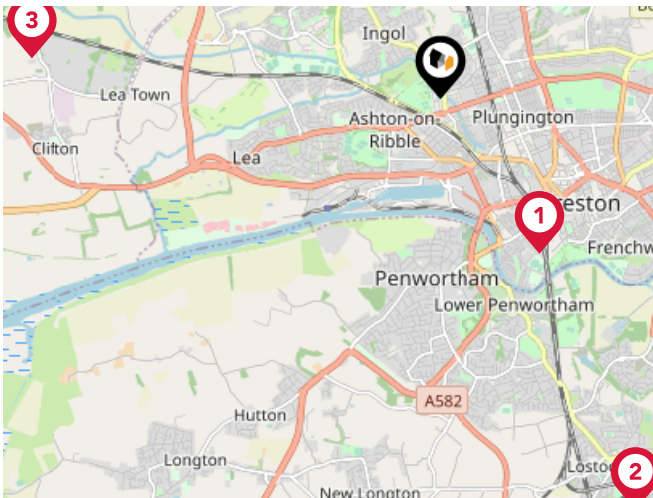 3
Ingol
Lea Town
Ashton-on-
Ribble
Plungington
Clifton
Lea
1
eston
Frenchw
Penwortham
Lower Penwortham
A582
Hutton
Longton
Losto
2
New Longton